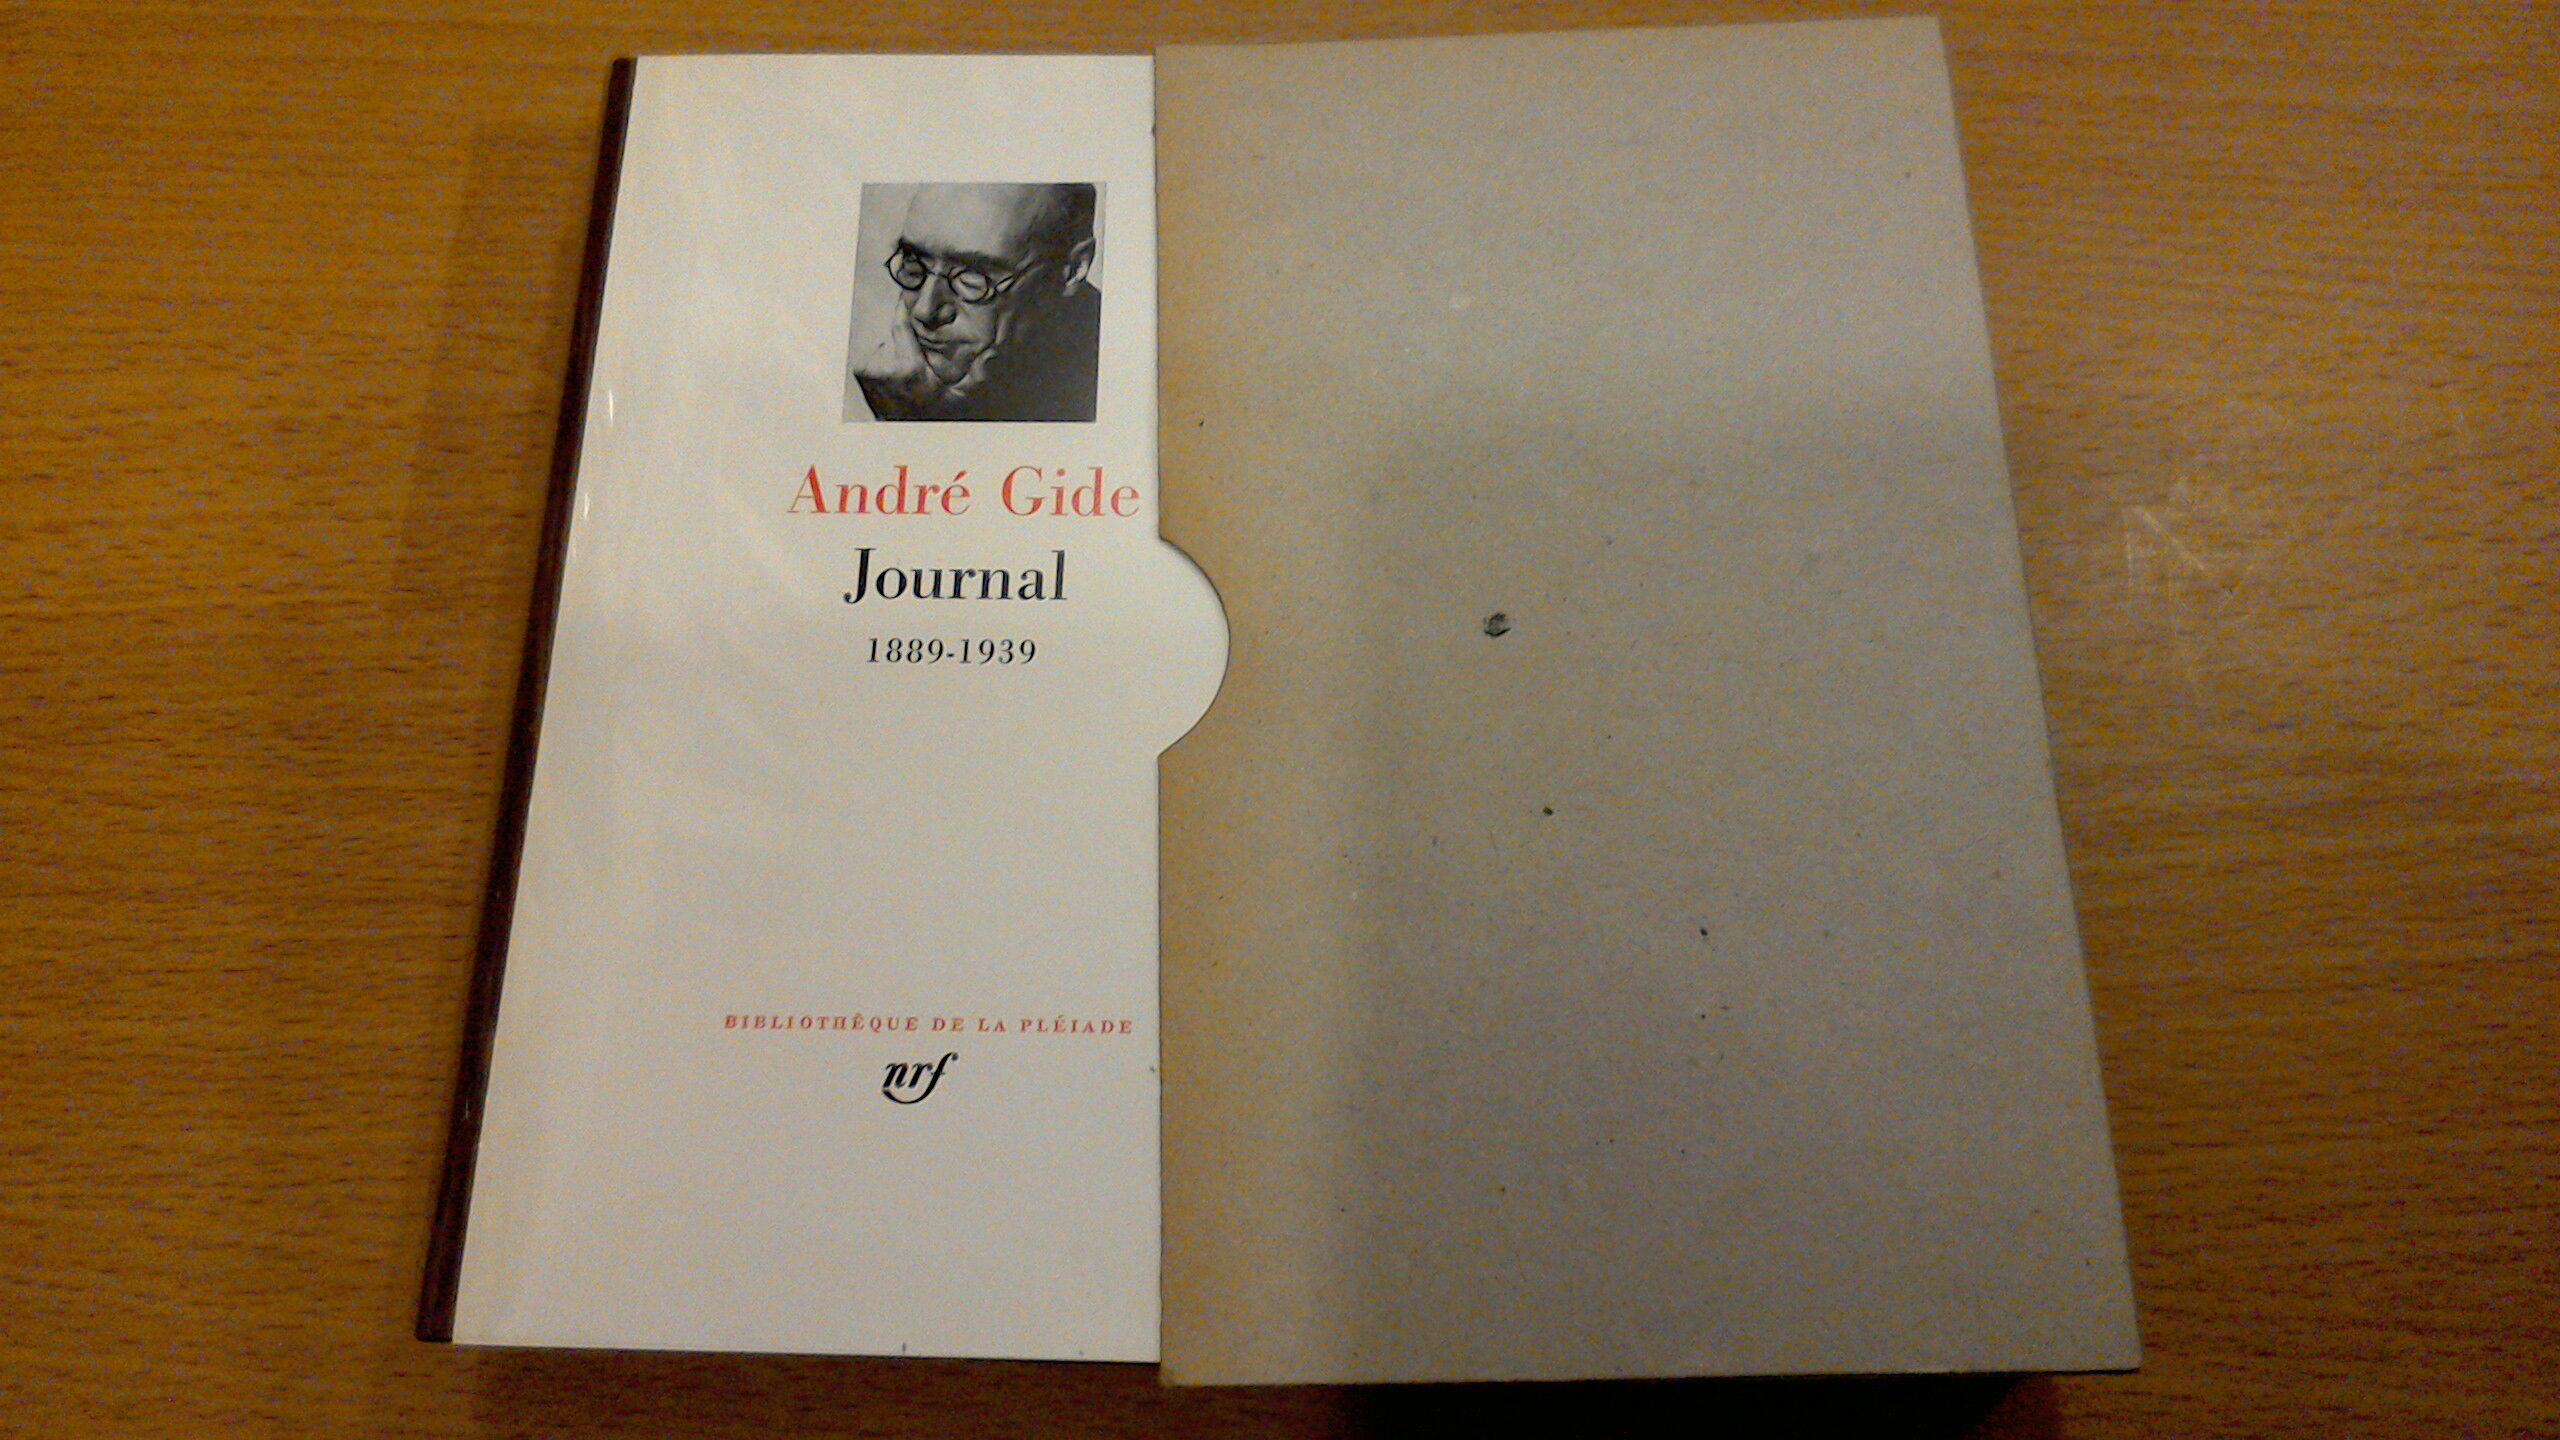 André Gide
Journal
1889-1939
BIBLIOTHÈQUE DE LA PLÉIADE
nrf